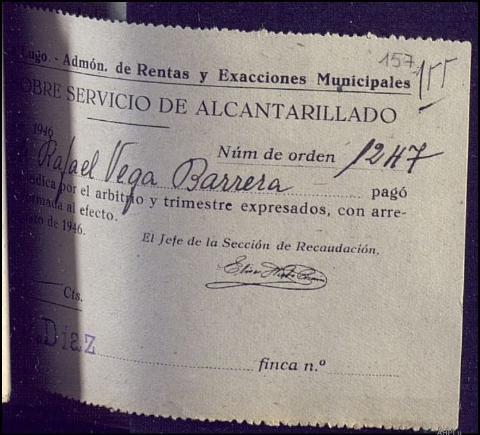 157
155
Lugo. - Admón. de Rentas y Exacciones Municipales
OBRE SERVICIO DE ALCANTARILLADO
1946
Núm de orden 1247
Rafael Vega Barrera pagó
por el arbitrio y trimestre expresados, con arre-
al efecto.
de 1946.
El Jefe de la Sección de Recaudación,
Cts.
Díaz
finca n.º